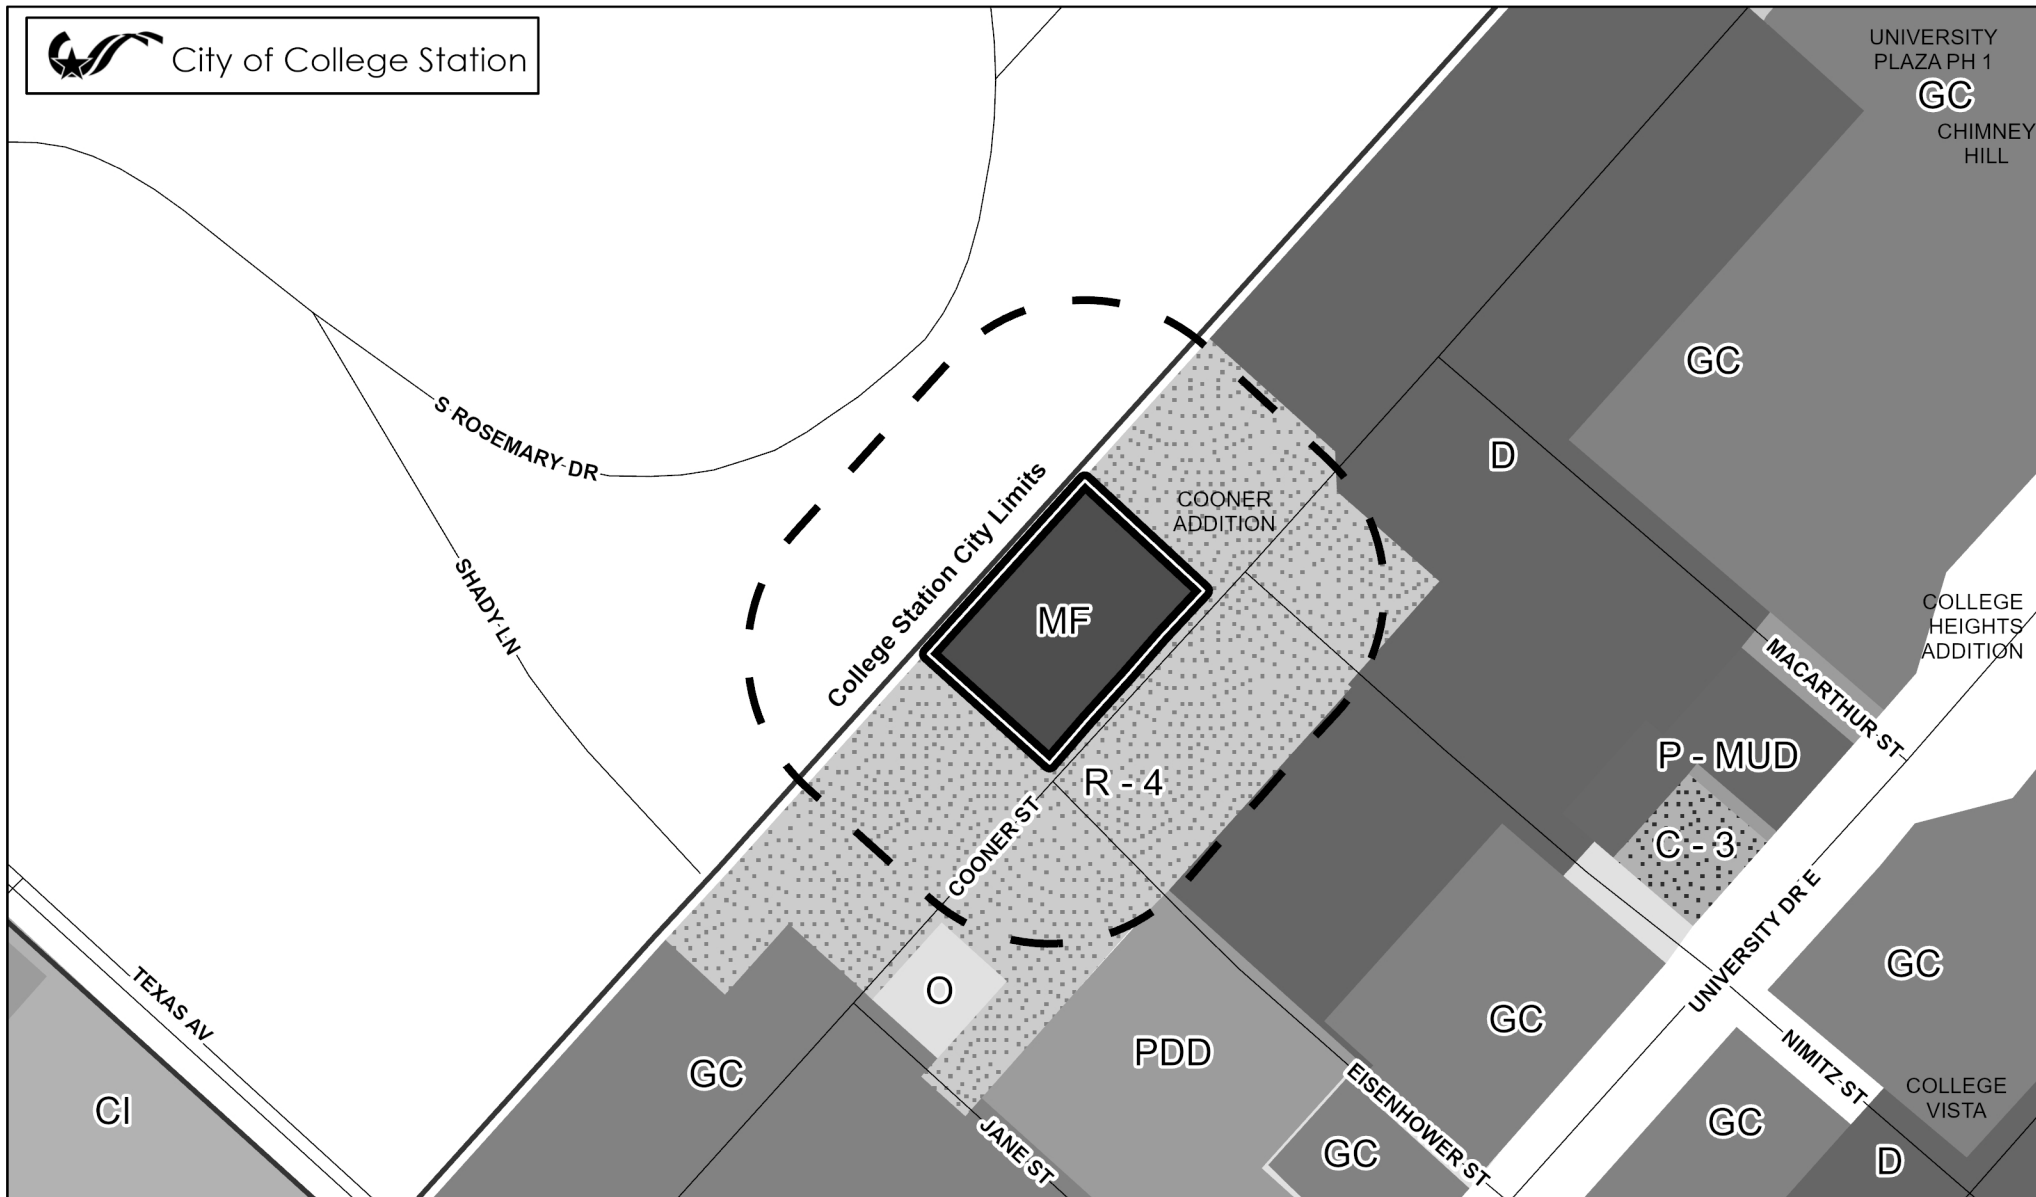 City of College Station
UNIVERSITY
PLAZA PH 1
GC
CHIMNEY
HILL
GC
S ROSEMARY DR
D
College Station City Limits
COONER
ADDITION
SHADY LN
MF
COLLEGE
HEIGHTS
ADDITION
MACARTHUR ST
P - MUD
R - 4
COONER ST
C - 3
UNIVERSITY DR E
GC
O
TEXAS AV
GC
GC
PDD
EISENHOWER ST
NIMITZ ST
COLLEGE
VISTA
CI
JANE ST
GC
GC
D